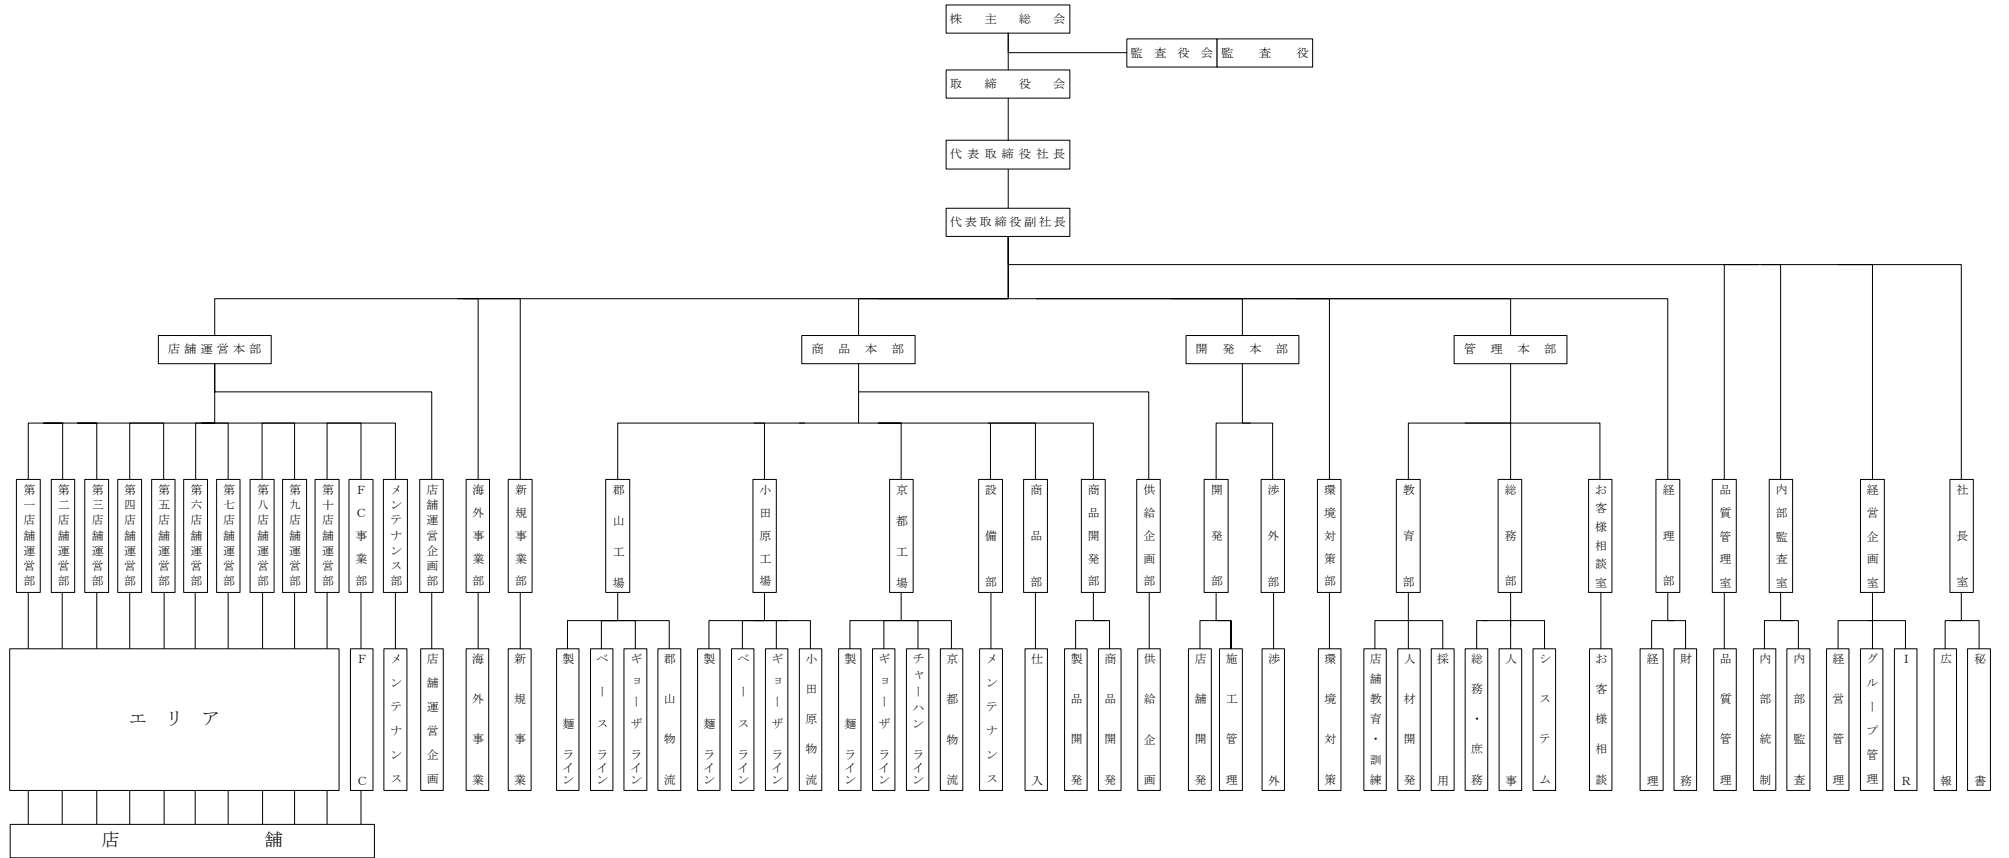 株主総会
監査役会 監査役
取締役会
代表取締役社長
代表取締役副社長
店舗運営本部
商品本部
開発本部
管理本部
第一店舗運営部
第二店舗運営部
第三店舗運営部
第四店舗運営部
第五店舗運営部
第六店舗運営部
第七店舗運営部
第八店舗運営部
第九店舗運営部
第十店舗運営部
FC事業部
メンテナンス部
店舗運営企画部
海外事業部
新規事業部
郡山工場
小田原工場
京都工場
設備部
商品部
商品開発部
供給企画部
開発部
渉外部
環境対策部
教育部
総務部
お客様相談室
経理部
品質管理室
内部監査室
経営企画室
社長室
エリア
FC
メンテナンス
店舗運営企画
海外事業
新規事業
製麺ライン
ベースライン
ギョーザライン
郡山物流
製麺ライン
ベースライン
ギョーザライン
小田原物流
製麺ライン
ギョーザライン
チャーハンライン
京都物流
メンテナンス
仕入
製品開発
商品開発
供給企画
店舗開発
施工管理
渉外
環境対策
店舗教育・訓練
人材開発
採用
総務・庶務
人事
システム
お客様相談
経理
財務
品質管理
内部統制
内部監査
経営管理
グループ管理
IR
広報
秘書
店舗